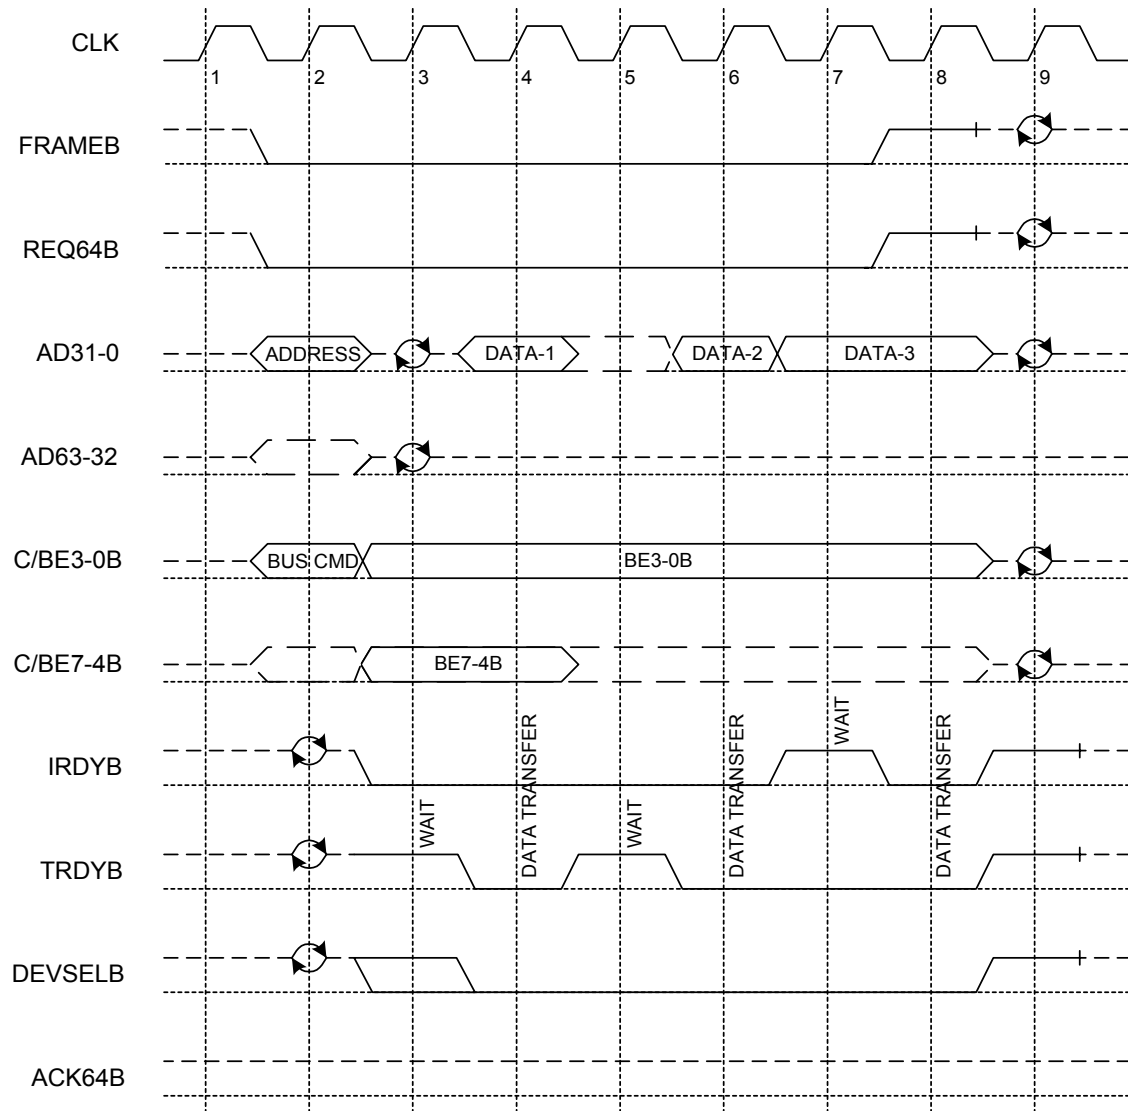 CLK
1 2 3 4 5 6 7 8 9
FRAMEB
REQ64B
AD31-0 ADDRESS DATA-1 DATA-2 DATA-3
AD63-32
C/BE3-0B BUS CMD BE3-0B
C/BE7-4B BE7-4B
IRDYB
WAIT
DATA TRANSFER
WAIT
DATA TRANSFER
WAIT
DATA TRANSFER
TRDYB
DEVSELB
ACK64B